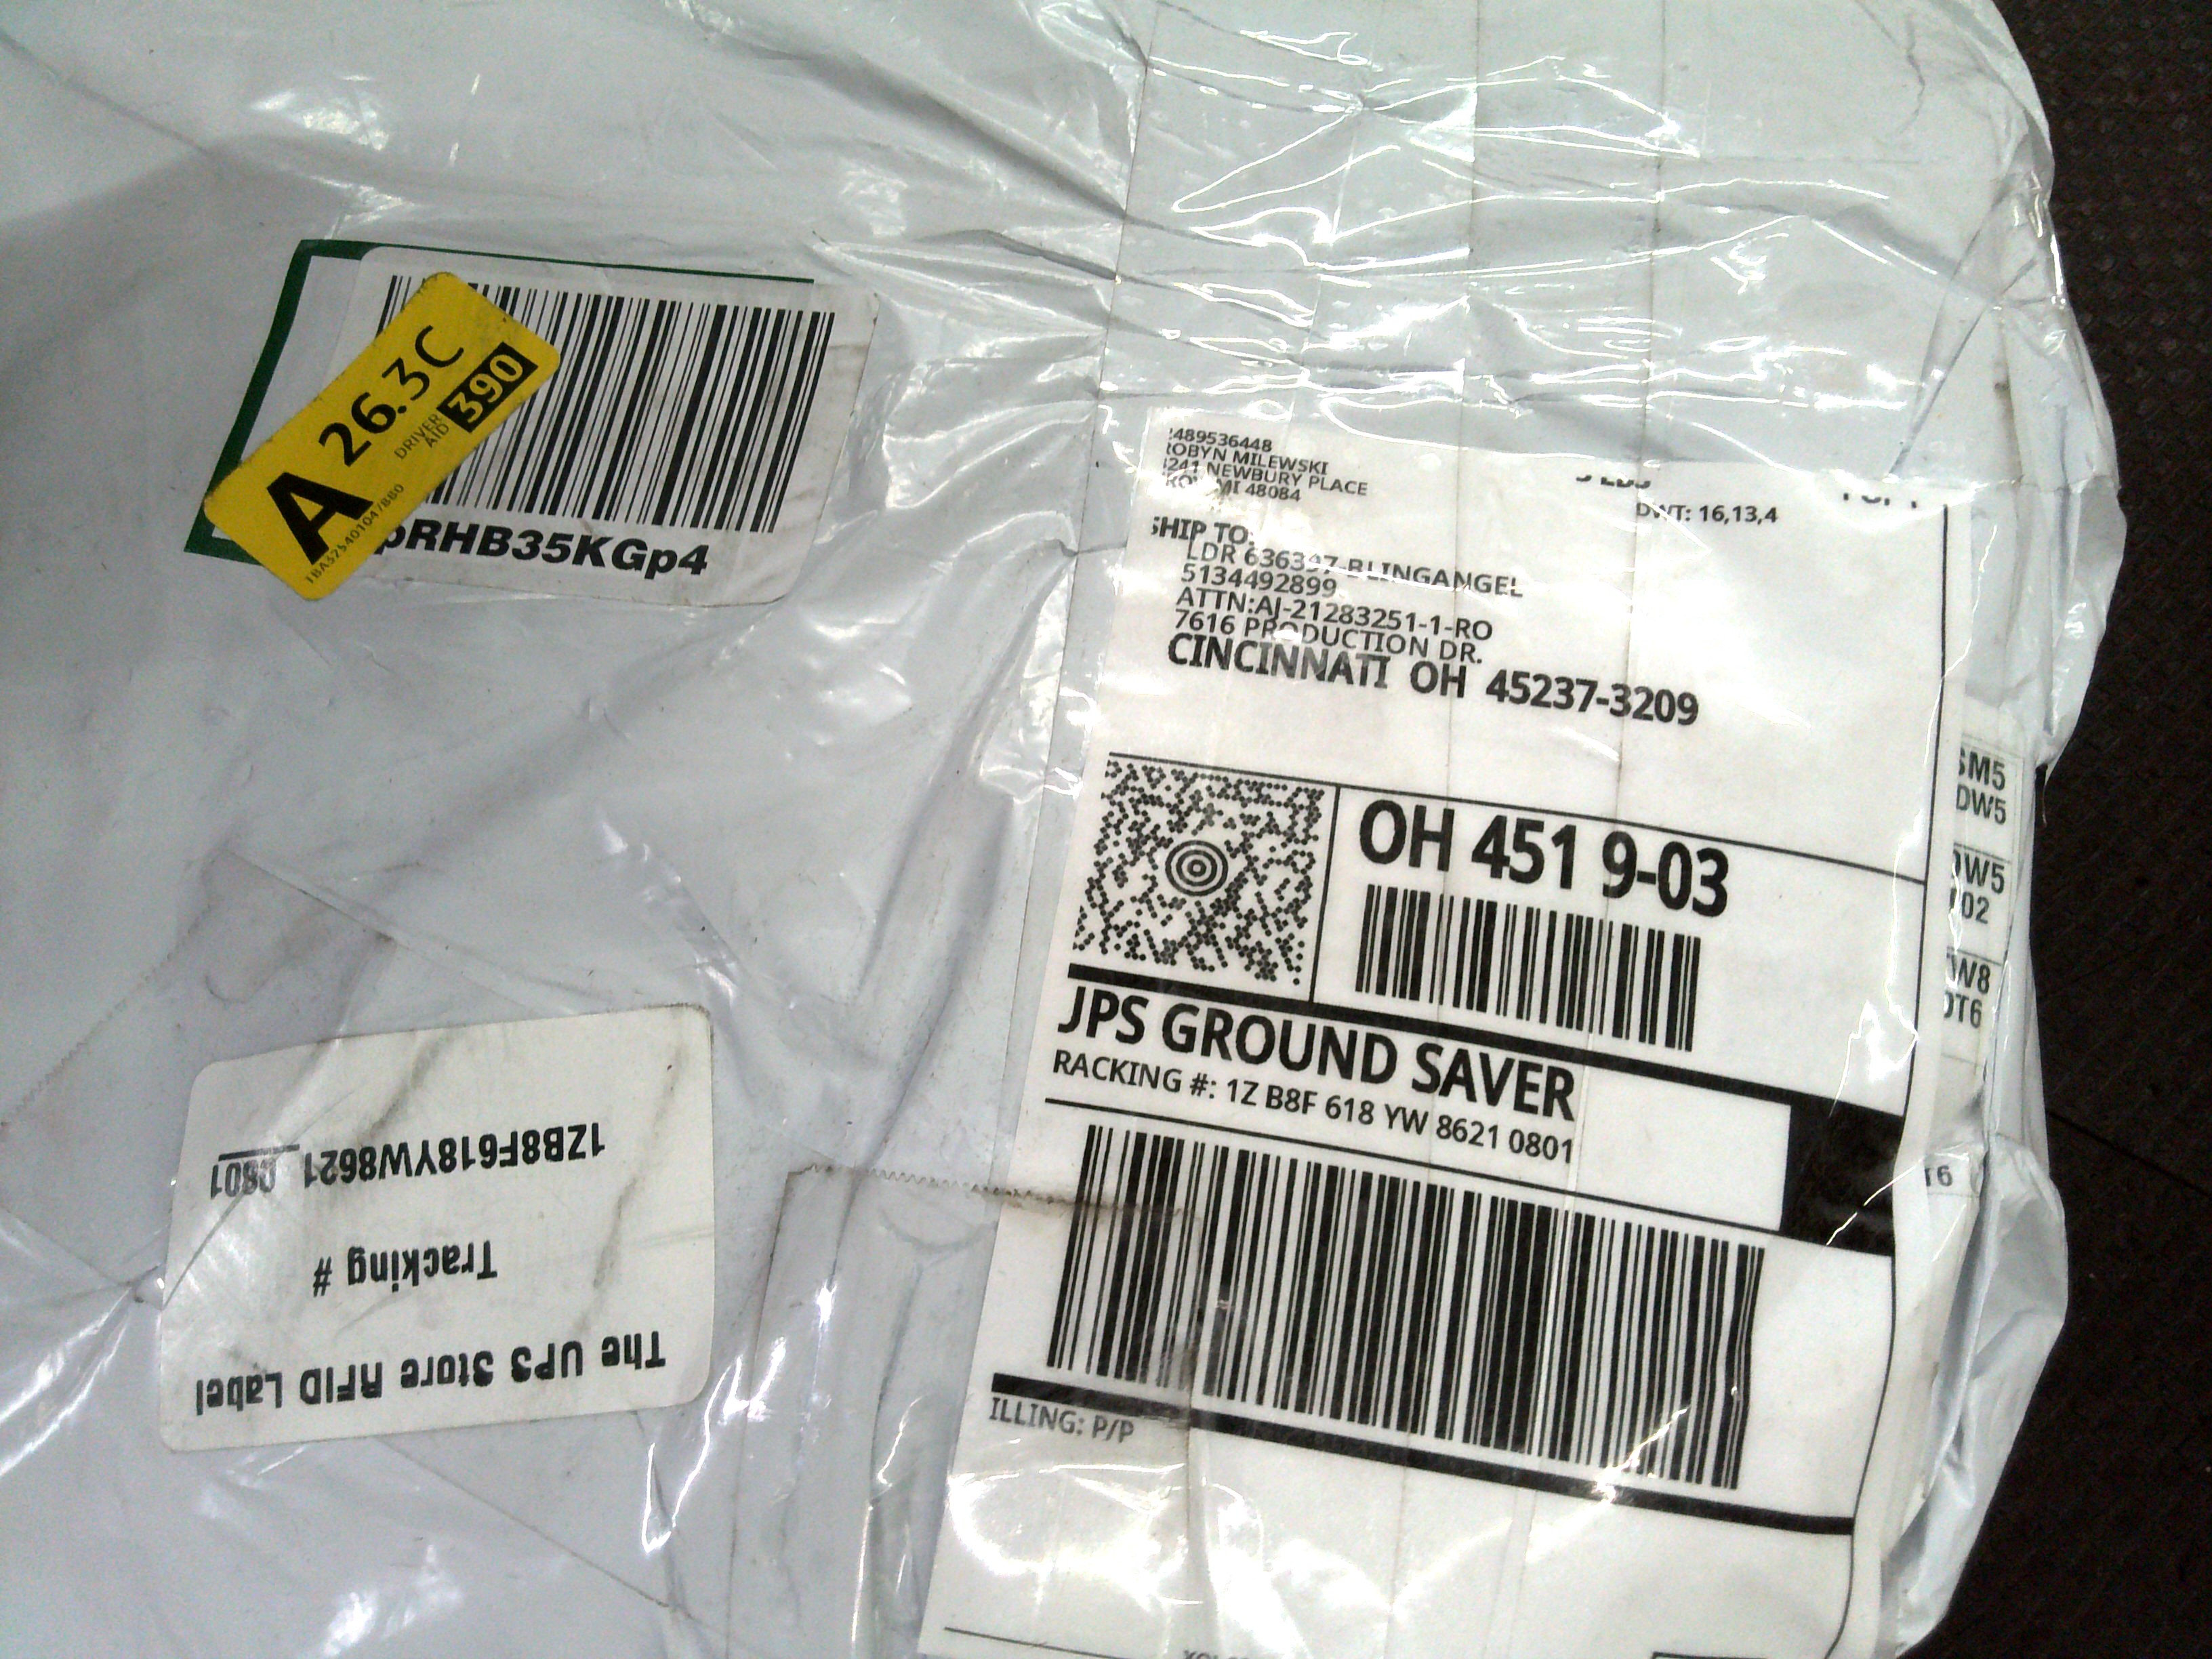 A 26.3C
DRIVER
AID 390
pRHB35KGp4
489536448
ROBYN MILEWSKI
241 NEWBURY PLACE
MI 48084
DWT: 16,13,4
SHIP TO:
LDR 636397-BLINGANGEL
5134492899
ATTN:AJ-21283251-1-RO
7616 PRODUCTION DR.
CINCINNATI OH 45237-3209
OH 451 9-03
JPS GROUND SAVER
RACKING #: 1Z B8F 618 YW 8621 0801
ILLING: P/P
SM5
DW5
W5
02
W8
DT6
T6
The UPS Store RFID Label
Tracking #
1ZB8F618YW8621 0801